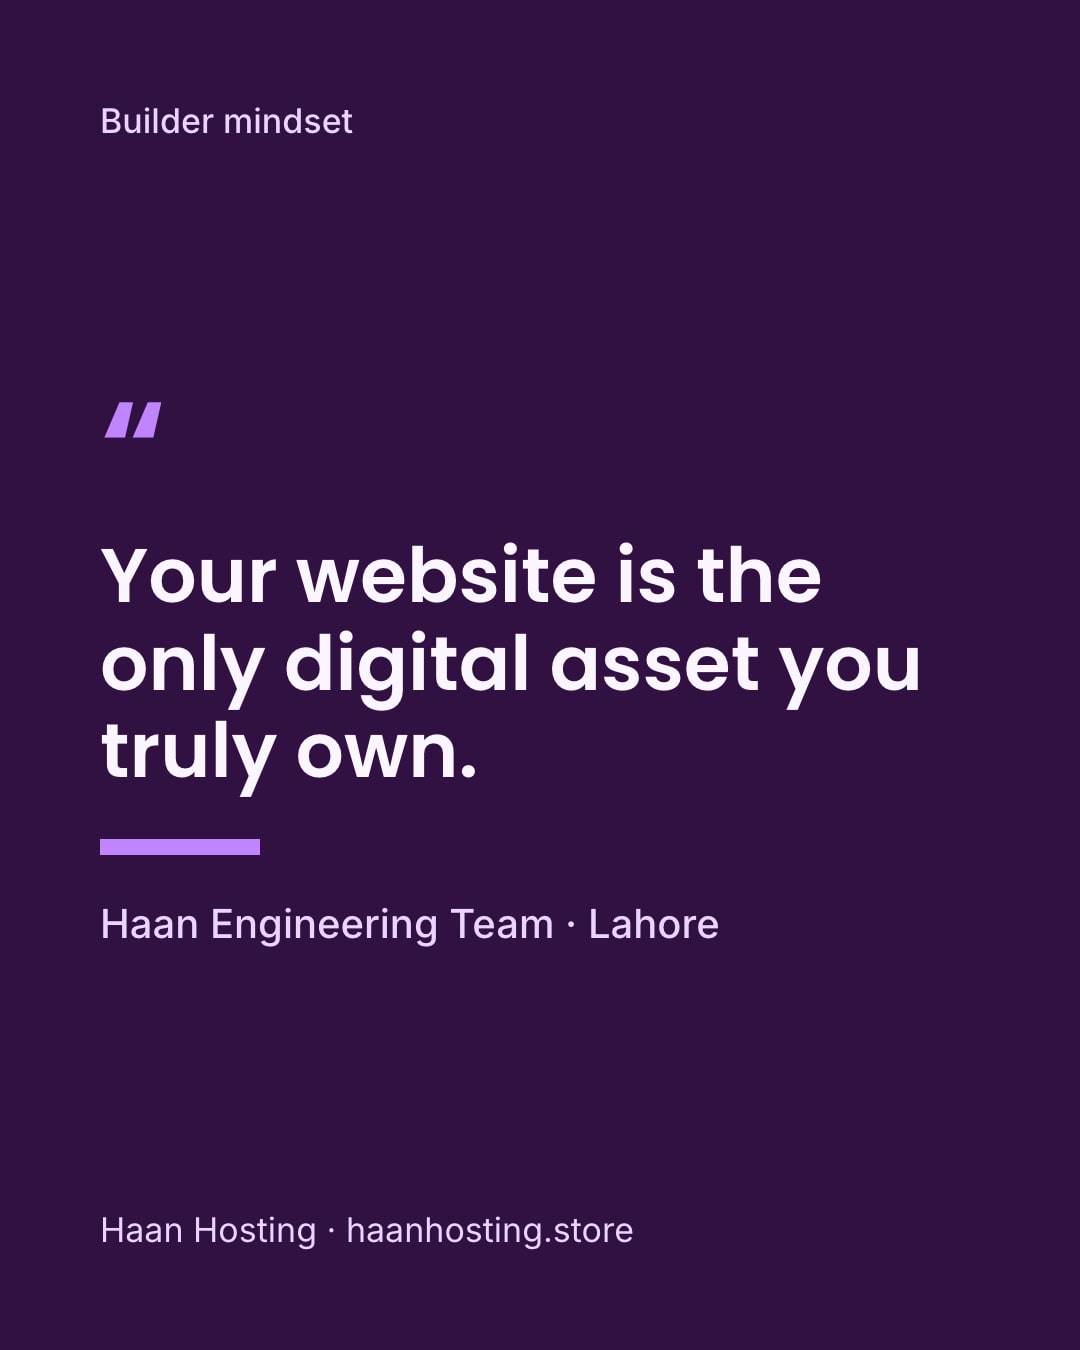 Builder mindset
“
Your website is the
only digital asset you
truly own.
Haan Engineering Team · Lahore
Haan Hosting · haanhosting.store